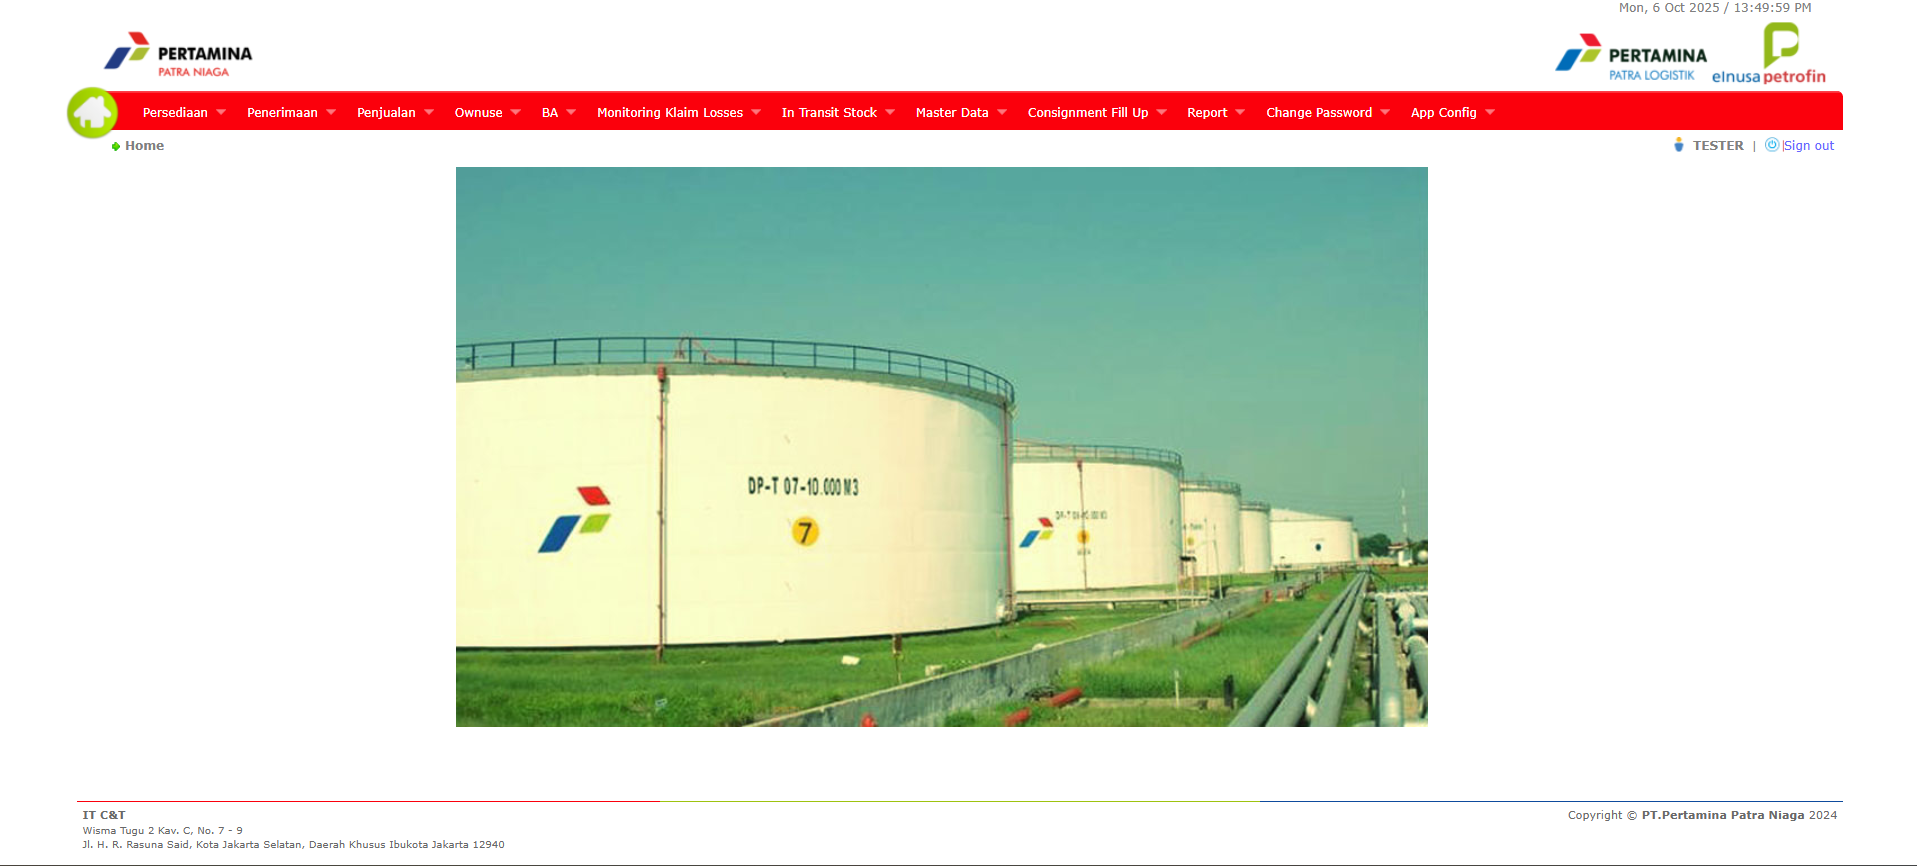 Mon, 6 Oct 2025 / 13:49:59 PM
PERTAMINA
PATRA NIAGA
PERTAMINA
PATRA LOGISTIK
elnusa petrofin
Persediaan Penerimaan Penjualan Ownuse BA Monitoring Klaim Losses In Transit Stock Master Data Consignment Fill Up Report Change Password App Config
Home
TESTER | |Sign out
DP-T 07-10.000 M3
7
IT C&T
Wisma Tugu 2 Kav. C, No. 7 - 9
Jl. H. R. Rasuna Said, Kota Jakarta Selatan, Daerah Khusus Ibukota Jakarta 12940
Copyright © PT.Pertamina Patra Niaga 2024